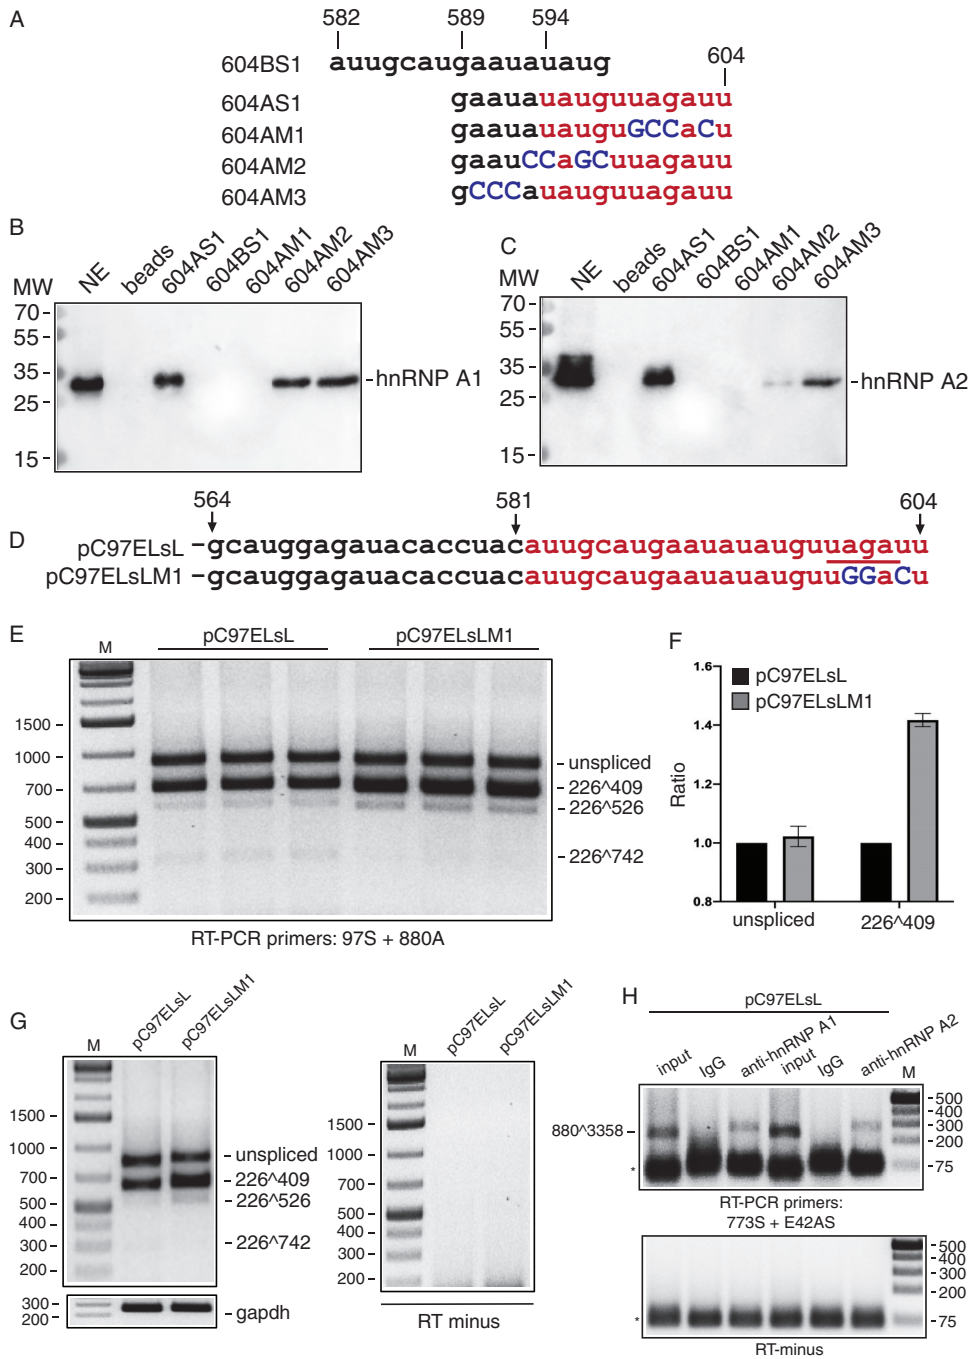 A
582 589 594
604BS1 auugcaugaauauaug
604
604AS1 gaauauauguuagauu
604AM1 gaauauauguGCCaCu
604AM2 gaauCCaGCuuagauu
604AM3 gCCCauauguuagauu
B
MW NE beads 604AS1 604BS1 604AM1 604AM2 604AM3
70
55
35
25
15
hnRNP A1
C
MW NE beads 604AS1 604BS1 604AM1 604AM2 604AM3
70
55
35
25
15
hnRNP A2
D
564 581 604
pC97ELsL –gcauggagauacaccuacauugcaugaauauauguuagauu
pC97ELsLM1 –gcauggagauacaccuacauugcaugaauauauguuGGaCu
E
M pC97ELsL pC97ELsLM1
1500
1000
700
500
400
300
200
unspliced
226^409
226^526
226^742
RT-PCR primers: 97S + 880A
F
pC97ELsL
pC97ELsLM1
Ratio
1.6
1.4
1.2
1.0
0.8
unspliced 226^409
G
M pC97ELsL pC97ELsLM1
1500
1000
700
500
400
300
200
unspliced
226^409
226^526
226^742
300
200
gapdh
M pC97ELsL pC97ELsLM1
1500
1000
700
500
400
300
200
RT minus
H
pC97ELsL
input IgG anti-hnRNP A1 input IgG anti-hnRNP A2 M
880^3358
*
500
400
300
200
75
RT-PCR primers:
773S + E42AS
*
500
400
300
200
75
RT-minus